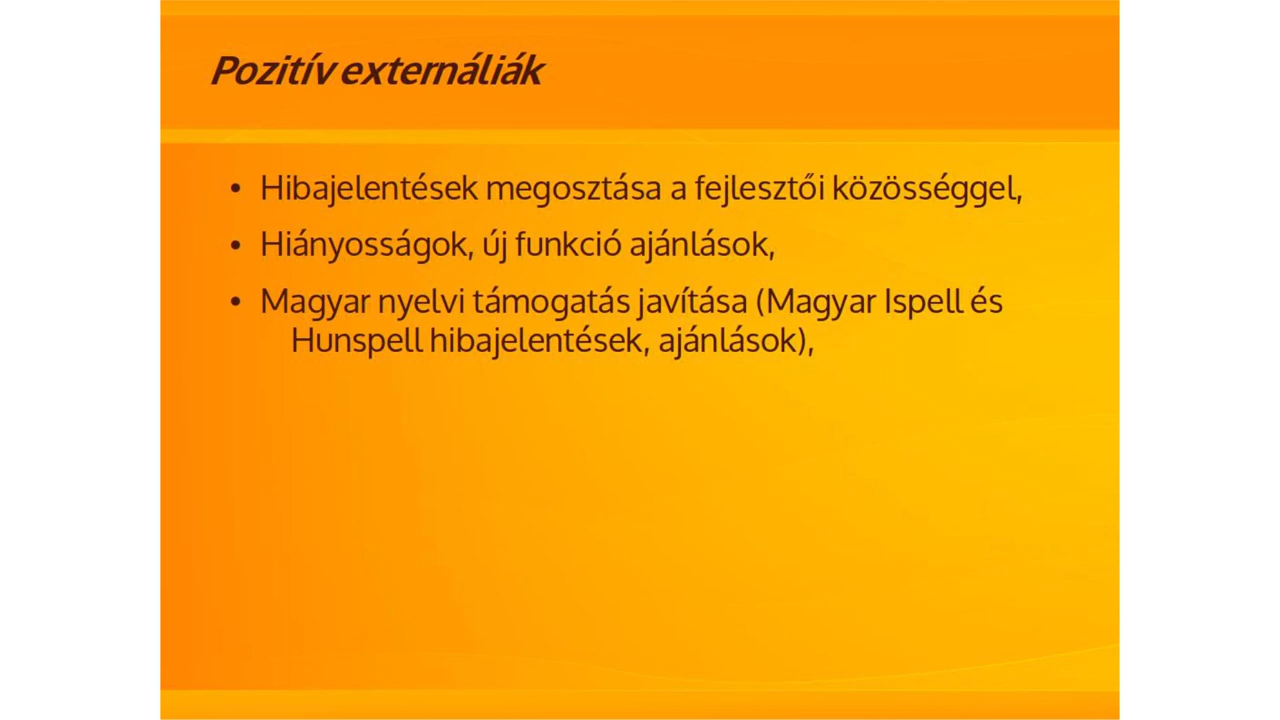 Pozitív externáliák
• Hibajelentések megosztása a fejlesztői közösséggel,
• Hiányosságok, új funkció ajánlások,
• Magyar nyelvi támogatás javítása (Magyar Ispell és
Hunspell hibajelentések, ajánlások),